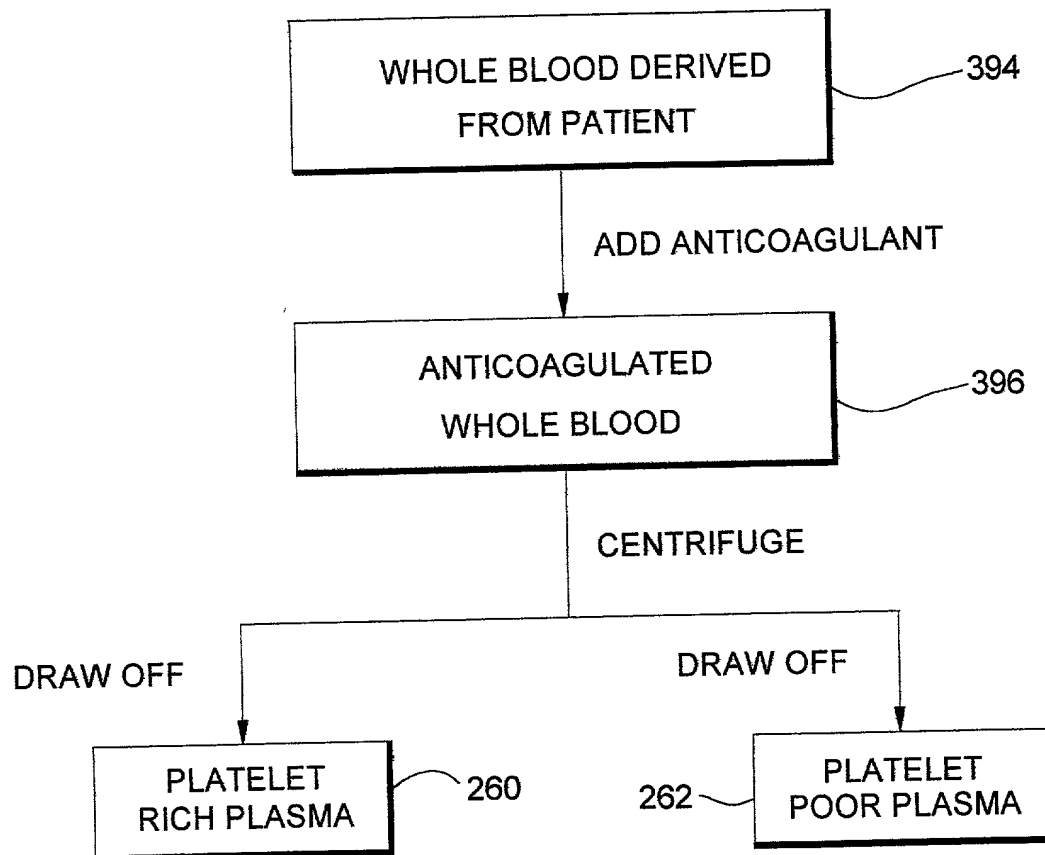 WHOLE BLOOD DERIVED
FROM PATIENT
394
ADD ANTICOAGULANT
ANTICOAGULATED
WHOLE BLOOD
396
CENTRIFUGE
DRAW OFF
DRAW OFF
PLATELET
RICH PLASMA
260
262
PLATELET
POOR PLASMA